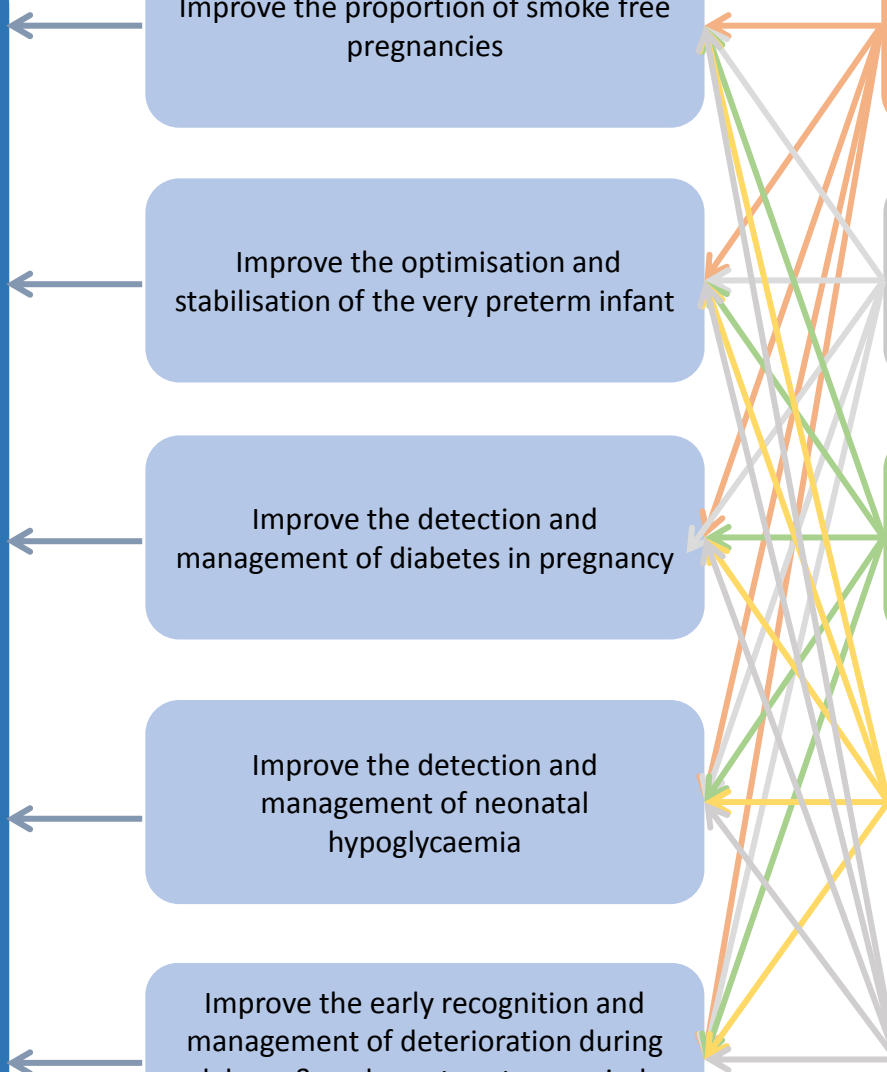 Improve the proportion of smoke free
pregnancies
Improve the optimisation and
stabilisation of the very preterm infant
Improve the detection and
management of diabetes in pregnancy
Improve the detection and
management of neonatal
hypoglycaemia
Improve the early recognition and
management of deterioration during